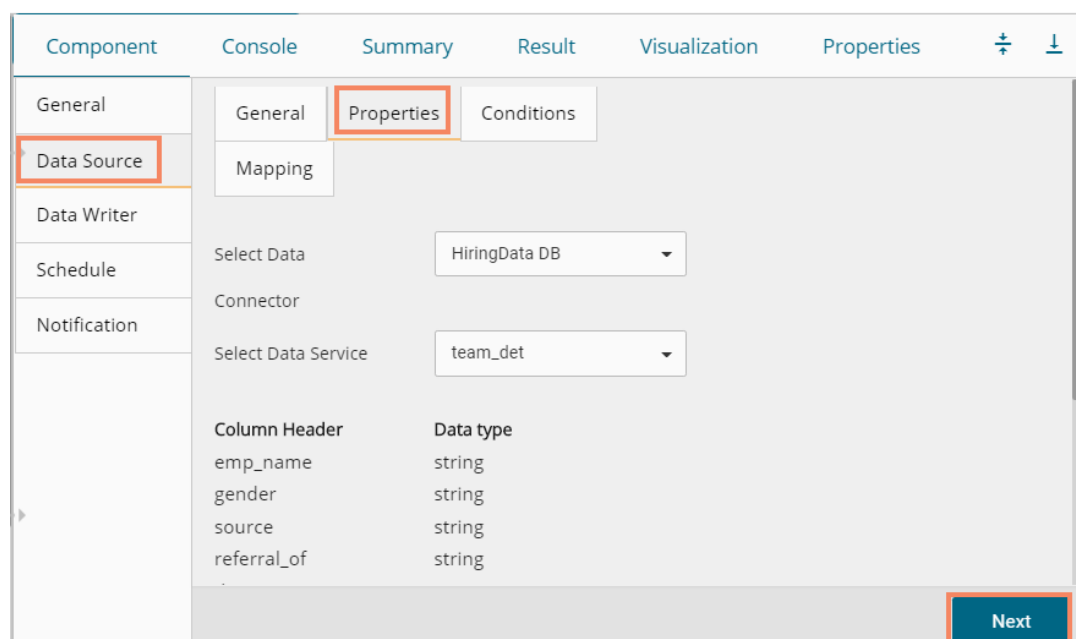 Component Console Summary Result Visualization Properties
General
Data Source
Data Writer
Schedule
Notification
General Properties Conditions
Mapping
Select Data HiringData DB
Connector
Select Data Service team_det
Column Header Data type
emp_name string
gender string
source string
referral_of string
Next